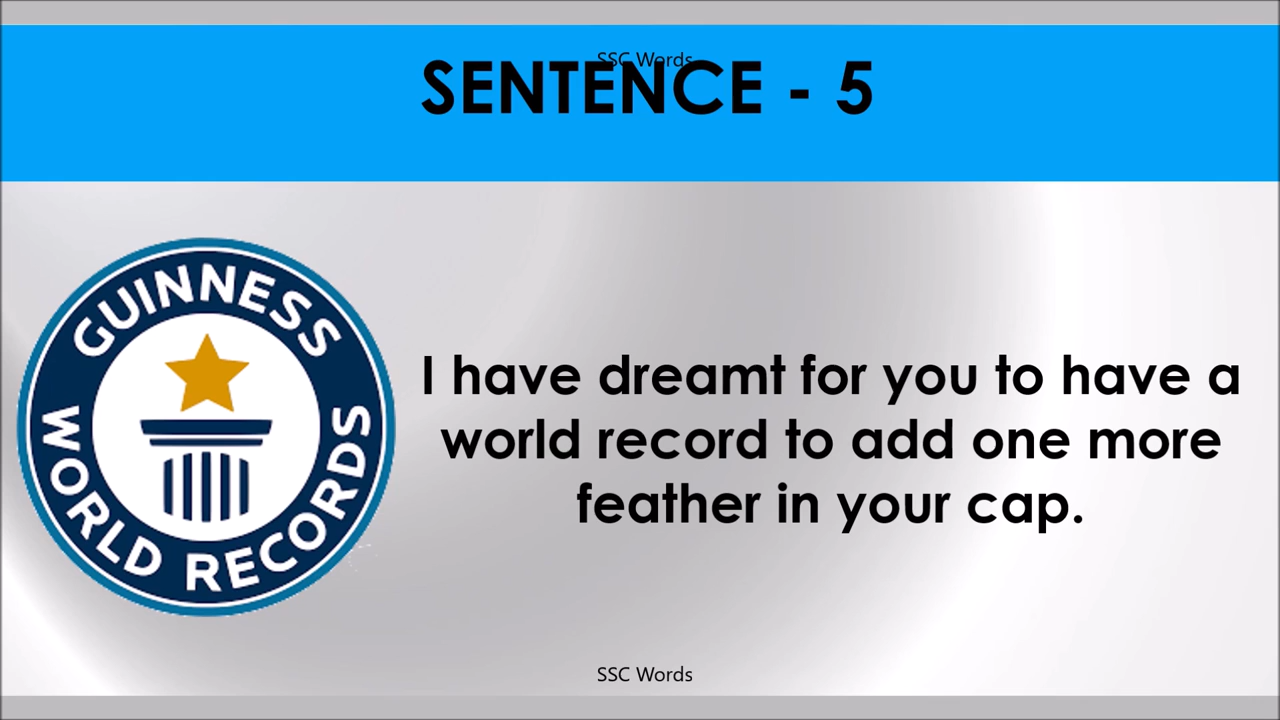 SSC Words
SENTENCE - 5
GUINNESS
WORLD RECORDS
I have dreamt for you to have a
world record to add one more
feather in your cap.
SSC Words